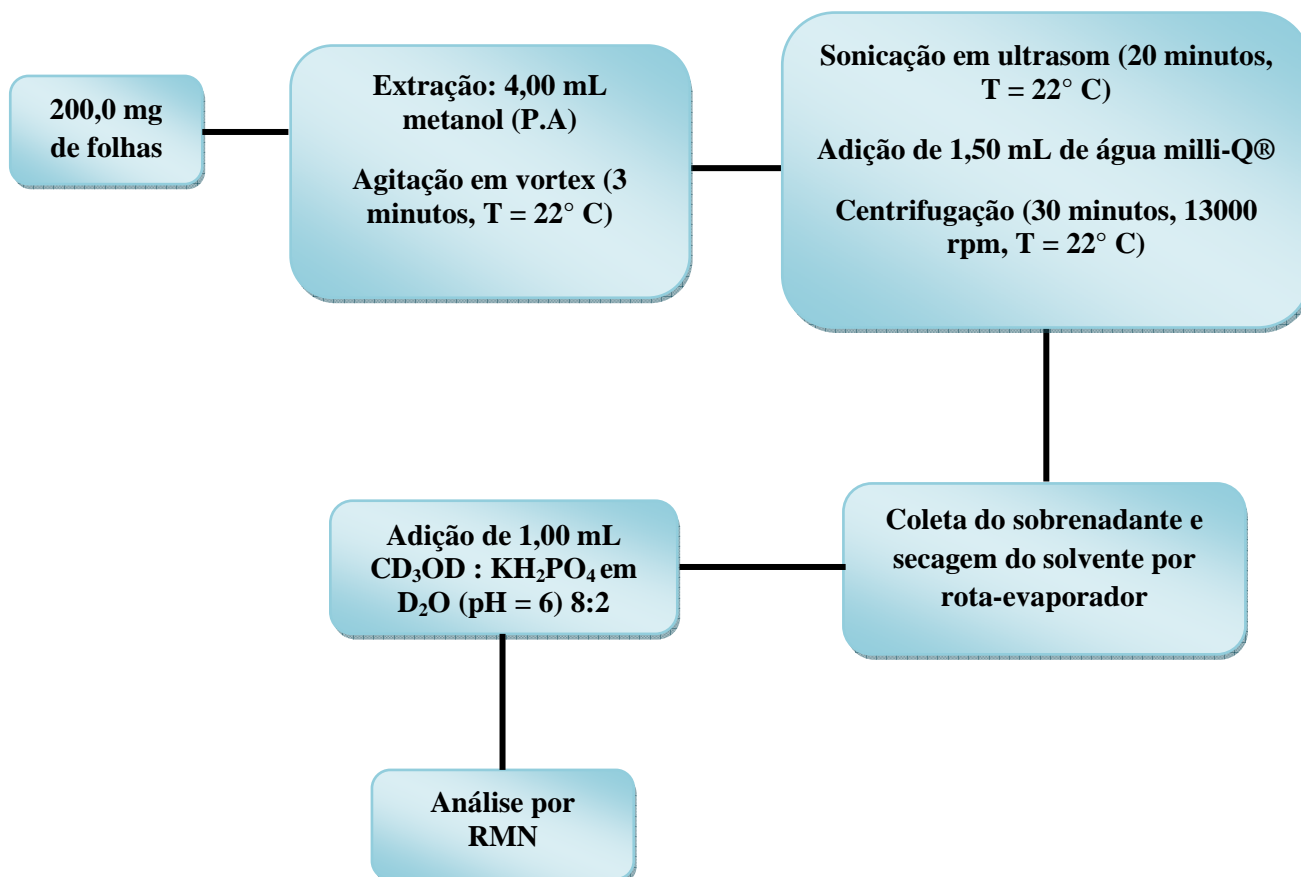 200,0 mg
de folhas
Extração: 4,00 mL
metanol (P.A)
Agitação em vortex (3
minutos, T = 22° C)
Sonicação em ultrasom (20 minutos,
T = 22° C)
Adição de 1,50 mL de água milli-Q®
Centrifugação (30 minutos, 13000
rpm, T = 22° C)
Coleta do sobrenadante e
secagem do solvente por
rota-evaporador
Adição de 1,00 mL
CD₃OD : KH₂PO₄ em
D₂O (pH = 6) 8:2
Análise por
RMN